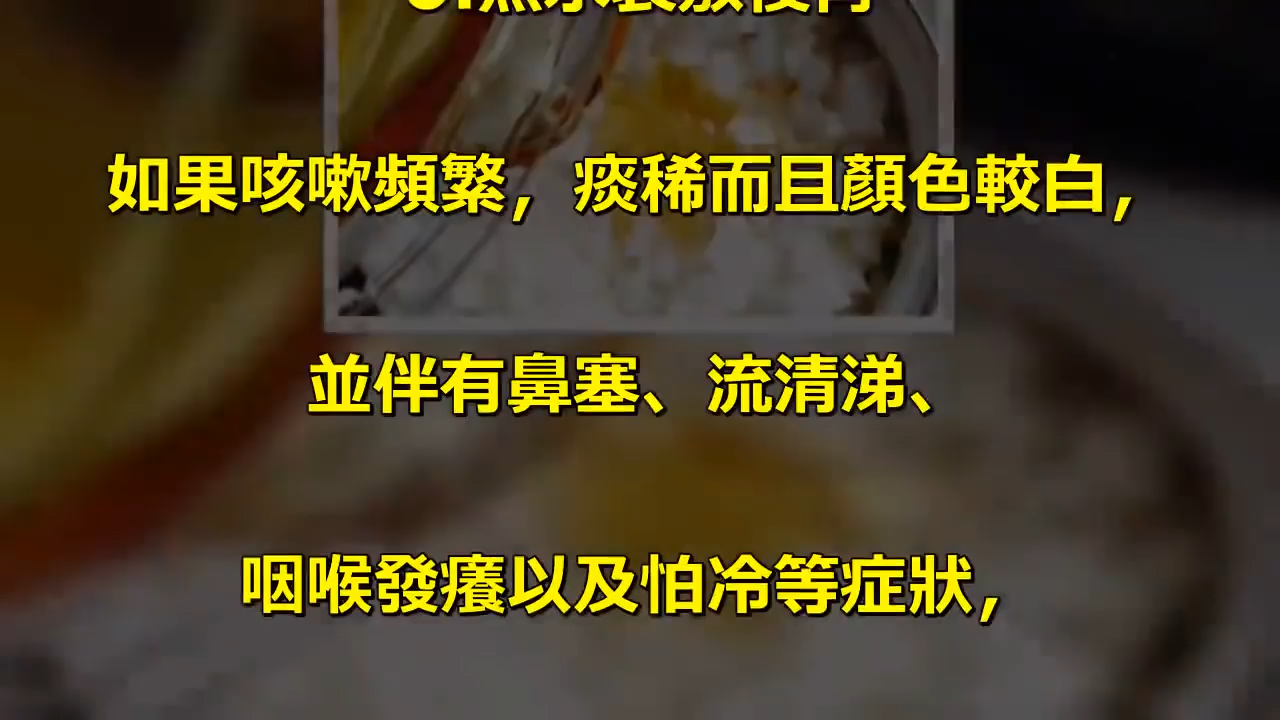 如果咳嗽頻繁，痰稀而且顏色較白，
並伴有鼻塞、流清涕、
咽喉發癢以及怕冷等症狀，